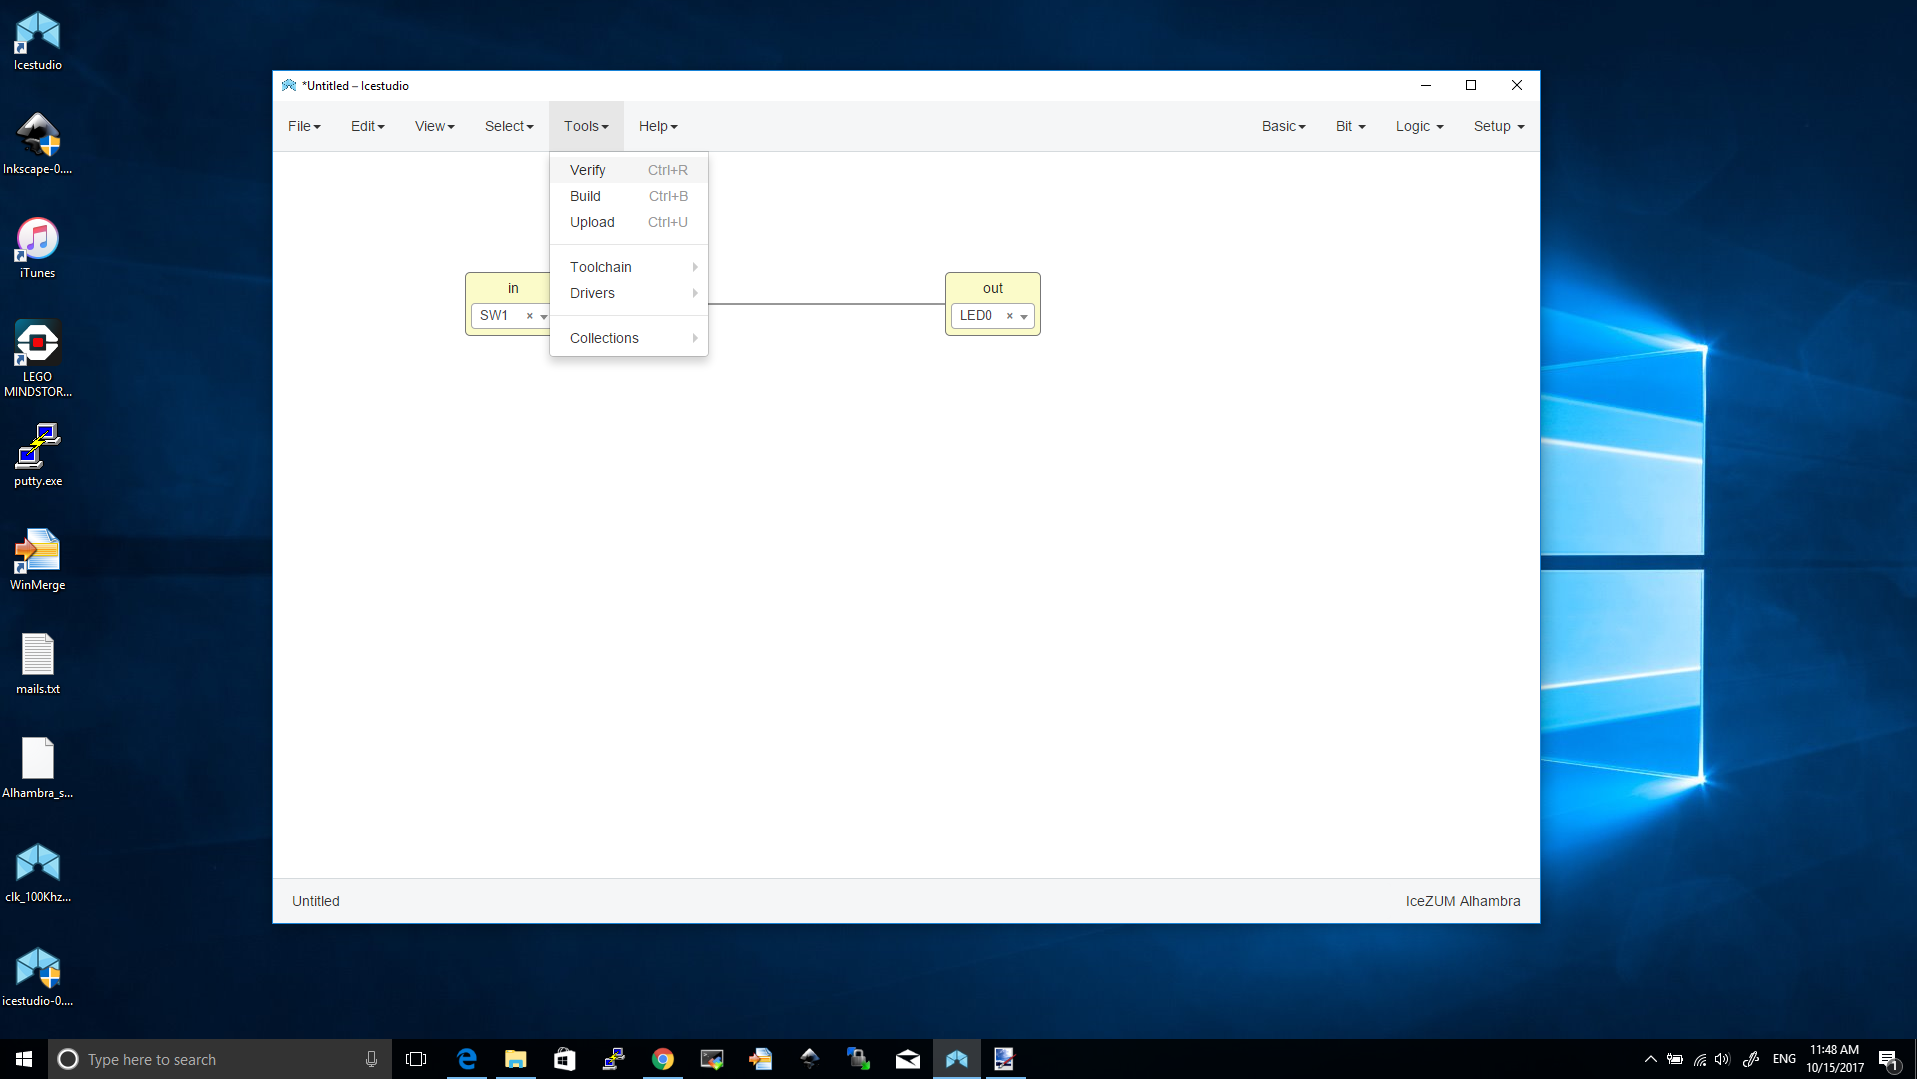 Icestudio
Inkscape-0....
iTunes
LEGO
MINDSTOR...
putty.exe
WinMerge
mails.txt
Alhambra_s...
clk_100Khz...
icestudio-0....
*Untitled – Icestudio
File Edit View Select Tools Help Basic Bit Logic Setup
Verify Ctrl+R
Build Ctrl+B
Upload Ctrl+U
Toolchain
Drivers
Collections
in
SW1 ×
out
LED0 ×
Untitled IceZUM Alhambra
Type here to search
ENG
11:48 AM
10/15/2017
1